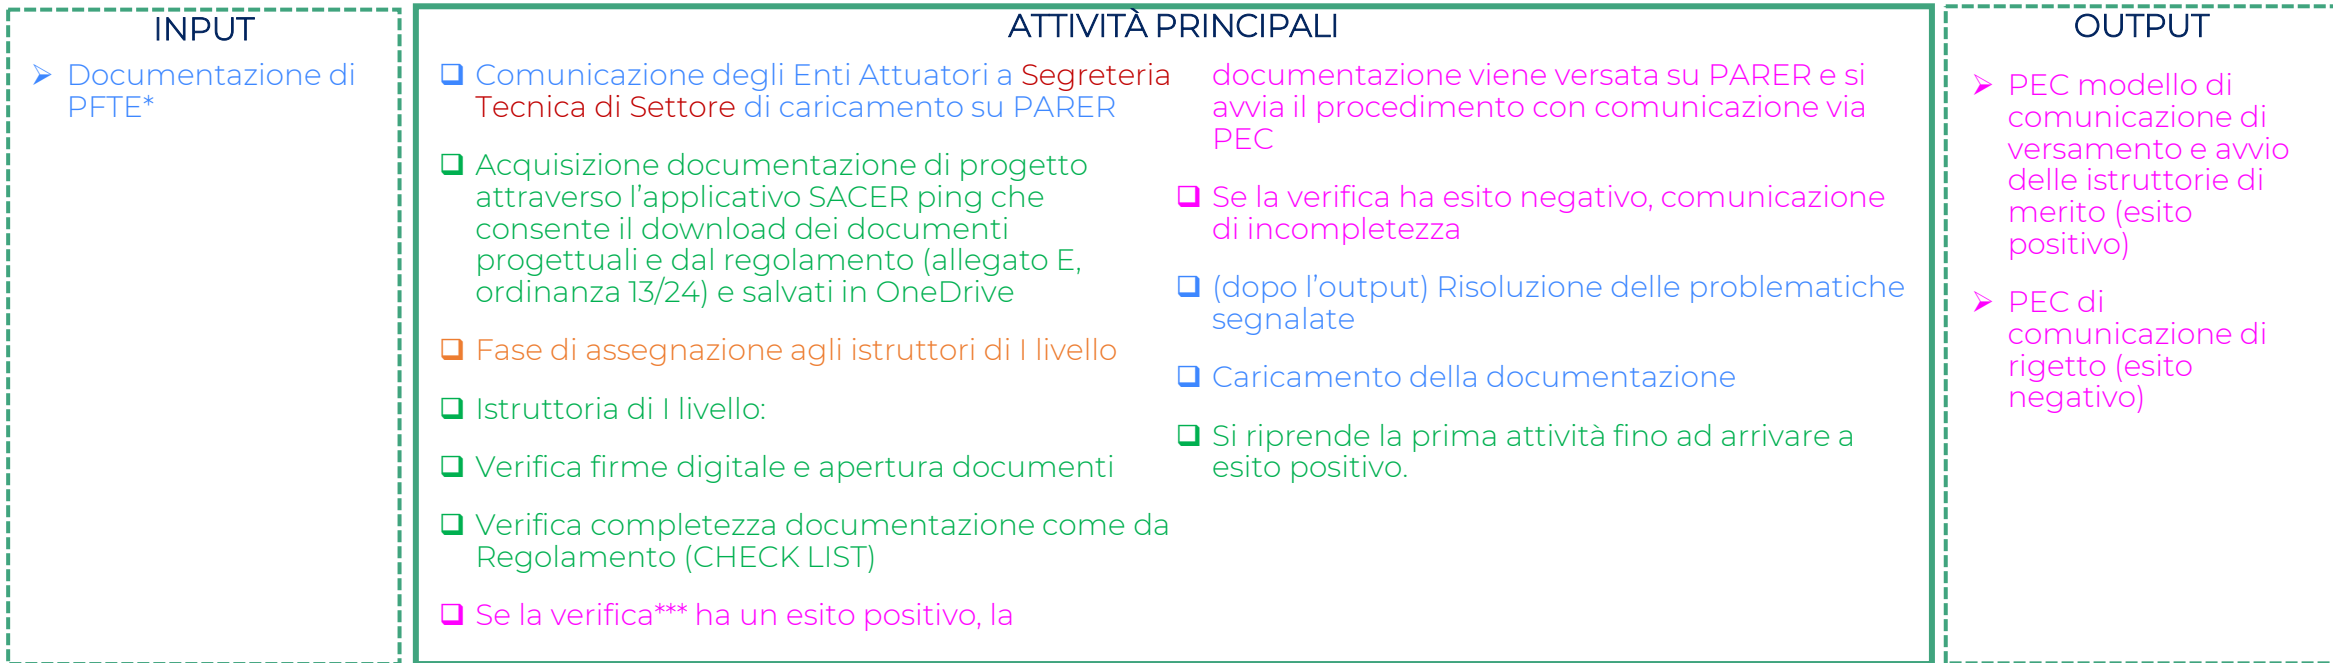 INPUT
Documentazione di
PFTE*
ATTIVITÀ PRINCIPALI
Comunicazione degli Enti Attuatori a Segreteria
Tecnica di Settore di caricamento su PARER
Acquisizione documentazione di progetto
attraverso l’applicativo SACER ping che
consente il download dei documenti
progettuali e dal regolamento (allegato E,
ordinanza 13/24) e salvati in OneDrive
Fase di assegnazione agli istruttori di I livello
Istruttoria di I livello:
Verifica firme digitale e apertura documenti
Verifica completezza documentazione come da
Regolamento (CHECK LIST)
Se la verifica*** ha un esito positivo, la
documentazione viene versata su PARER e si
avvia il procedimento con comunicazione via
PEC
Se la verifica ha esito negativo, comunicazione
di incompletezza
(dopo l’output) Risoluzione delle problematiche
segnalate
Caricamento della documentazione
Si riprende la prima attività fino ad arrivare a
esito positivo.
OUTPUT
PEC modello di
comunicazione di
versamento e avvio
delle istruttorie di
merito (esito
positivo)
PEC di
comunicazione di
rigetto (esito
negativo)